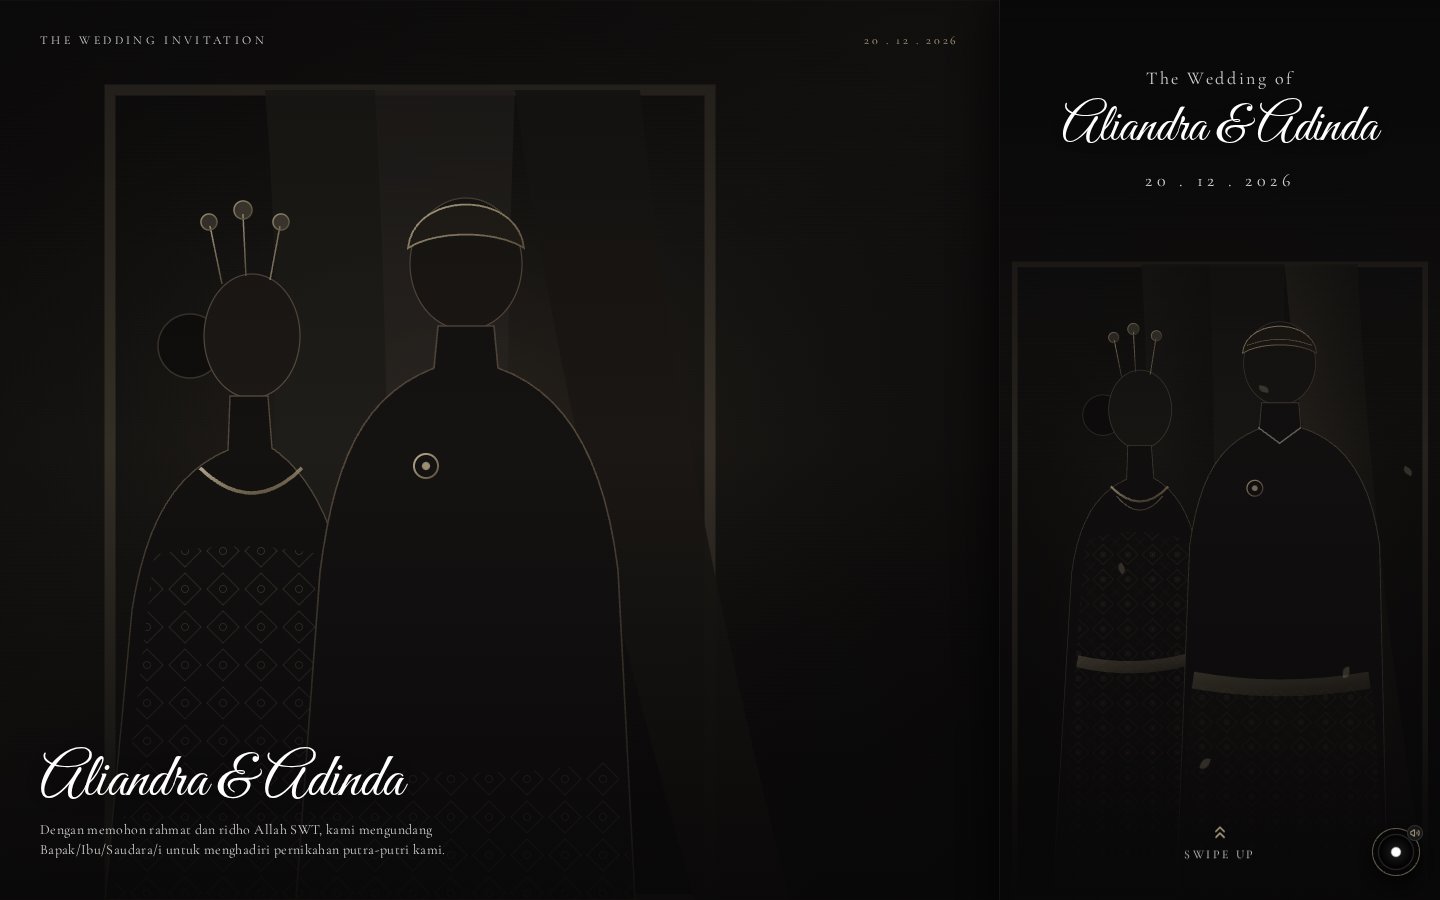 THE WEDDING INVITATION
20 . 12 . 2026
Aliandra & Adinda
Dengan memohon rahmat dan ridho Allah SWT, kami mengundang
Bapak/Ibu/Saudara/i untuk menghadiri pernikahan putra-putri kami.
The Wedding of
Aliandra & Adinda
20 . 12 . 2026
SWIPE UP